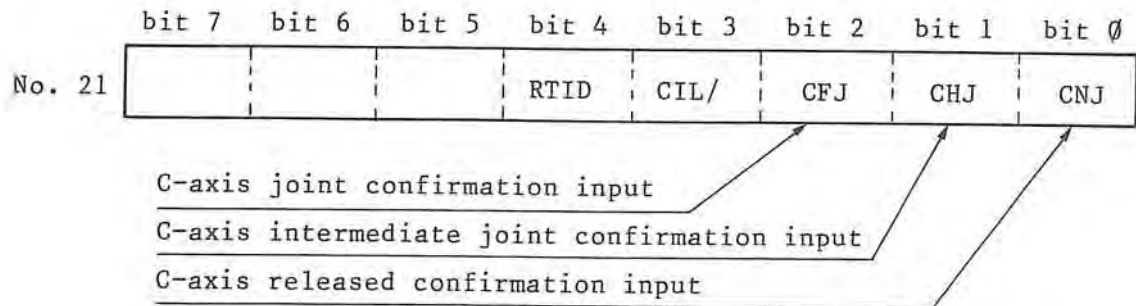 bit 7 bit 6 bit 5 bit 4 bit 3 bit 2 bit 1 bit Ø
No. 21 RTID CIL/ CFJ CHJ CNJ
C-axis joint confirmation input
C-axis intermediate joint confirmation input
C-axis released confirmation input